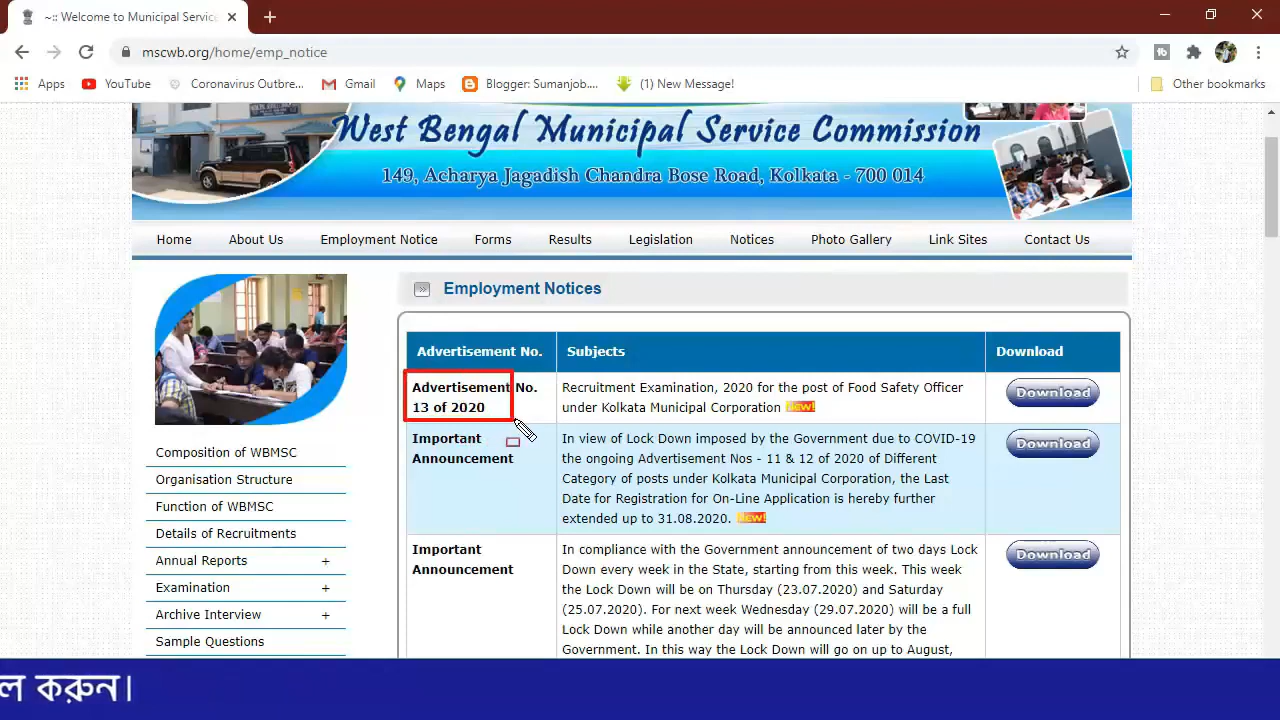 ~:: Welcome to Municipal Service
mscwb.org/home/emp_notice
Apps YouTube Coronavirus Outbre... Gmail Maps Blogger: Sumanjob.... (1) New Message! Other bookmarks
West Bengal Municipal Service Commission
149, Acharya Jagadish Chandra Bose Road, Kolkata - 700 014
Home About Us Employment Notice Forms Results Legislation Notices Photo Gallery Link Sites Contact Us
Employment Notices
Advertisement No. Subjects Download
Advertisement No. Recruitment Examination, 2020 for the post of Food Safety Officer Download
13 of 2020 under Kolkata Municipal Corporation New!
Important In view of Lock Down imposed by the Government due to COVID-19 Download
Announcement the ongoing Advertisement Nos - 11 & 12 of 2020 of Different
Category of posts under Kolkata Municipal Corporation, the Last
Date for Registration for On-Line Application is hereby further
extended up to 31.08.2020. New!
Important In compliance with the Government announcement of two days Lock Download
Announcement Down every week in the State, starting from this week. This week
the Lock Down will be on Thursday (23.07.2020) and Saturday
(25.07.2020). For next week Wednesday (29.07.2020) will be a full
Lock Down while another day will be announced later by the
Government. In this way the Lock Down will go on up to August,
Composition of WBMSC
Organisation Structure
Function of WBMSC
Details of Recruitments
Annual Reports +
Examination +
Archive Interview +
Sample Questions
ল করুন।